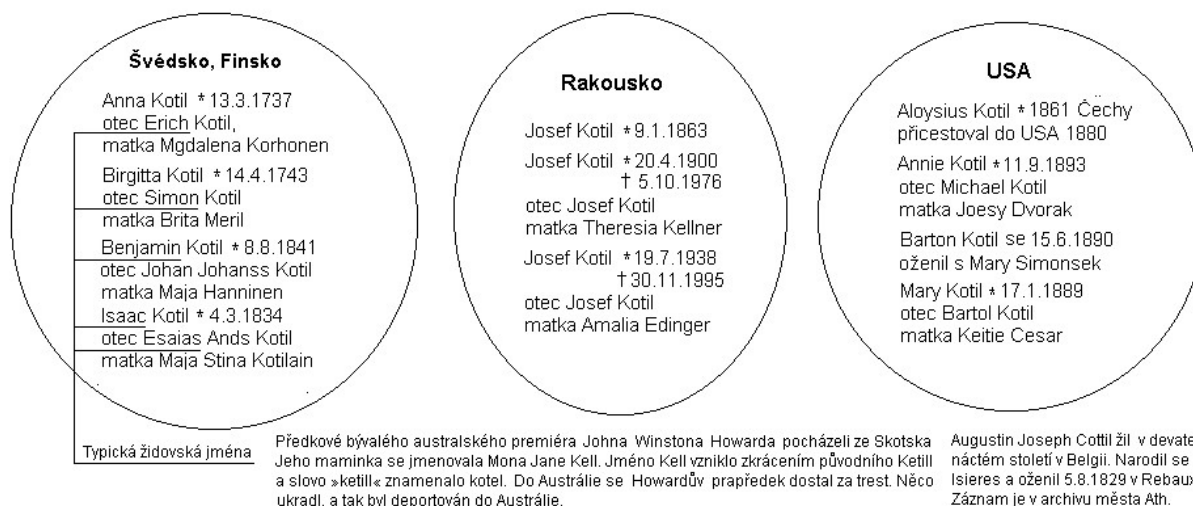 Švédsko, Finsko
Anna Kotil * 13.3.1737
otec Erich Kotil,
matka Mgdalena Korhonen
Birgitta Kotil * 14.4.1743
otec Simon Kotil
matka Brita Meril
Benjamin Kotil * 8.8.1841
otec Johan Johanss Kotil
matka Maja Hanninen
Isaac Kotil * 4.3.1834
otec Esaias Ands Kotil
matka Maja Stina Kotilain
Typická židovská jména
Rakousko
Josef Kotil * 9.1.1863
Josef Kotil * 20.4.1900
† 5.10.1976
otec Josef Kotil
matka Theresia Kellner
Josef Kotil * 19.7.1938
† 30.11.1995
otec Josef Kotil
matka Amalia Edinger
USA
Aloysius Kotil * 1861 Čechy
přicestoval do USA 1880
Annie Kotil * 11.9.1893
otec Michael Kotil
matka Joesy Dvorak
Barton Kotil se 15.6.1890
oženil s Mary Simonsek
Mary Kotil * 17.1.1889
otec Bartol Kotil
matka Keitie Cesar
Předkové bývalého australského premiéra Johna Winstona Howarda pocházeli ze Skotska
Jeho maminka se jmenovala Mona Jane Kell. Jméno Kell vzniklo zkrácením původního Ketill
a slovo »ketill« znamenalo kotel. Do Austrálie se Howardův prapředek dostal za trest. Něco
ukradl, a tak byl deportován do Austrálie.
Augustin Joseph Cottil žil v devate
náctém století v Belgii. Narodil se
Isieres a oženil 5.8.1829 v Rebaux
Záznam je v archivu města Ath.